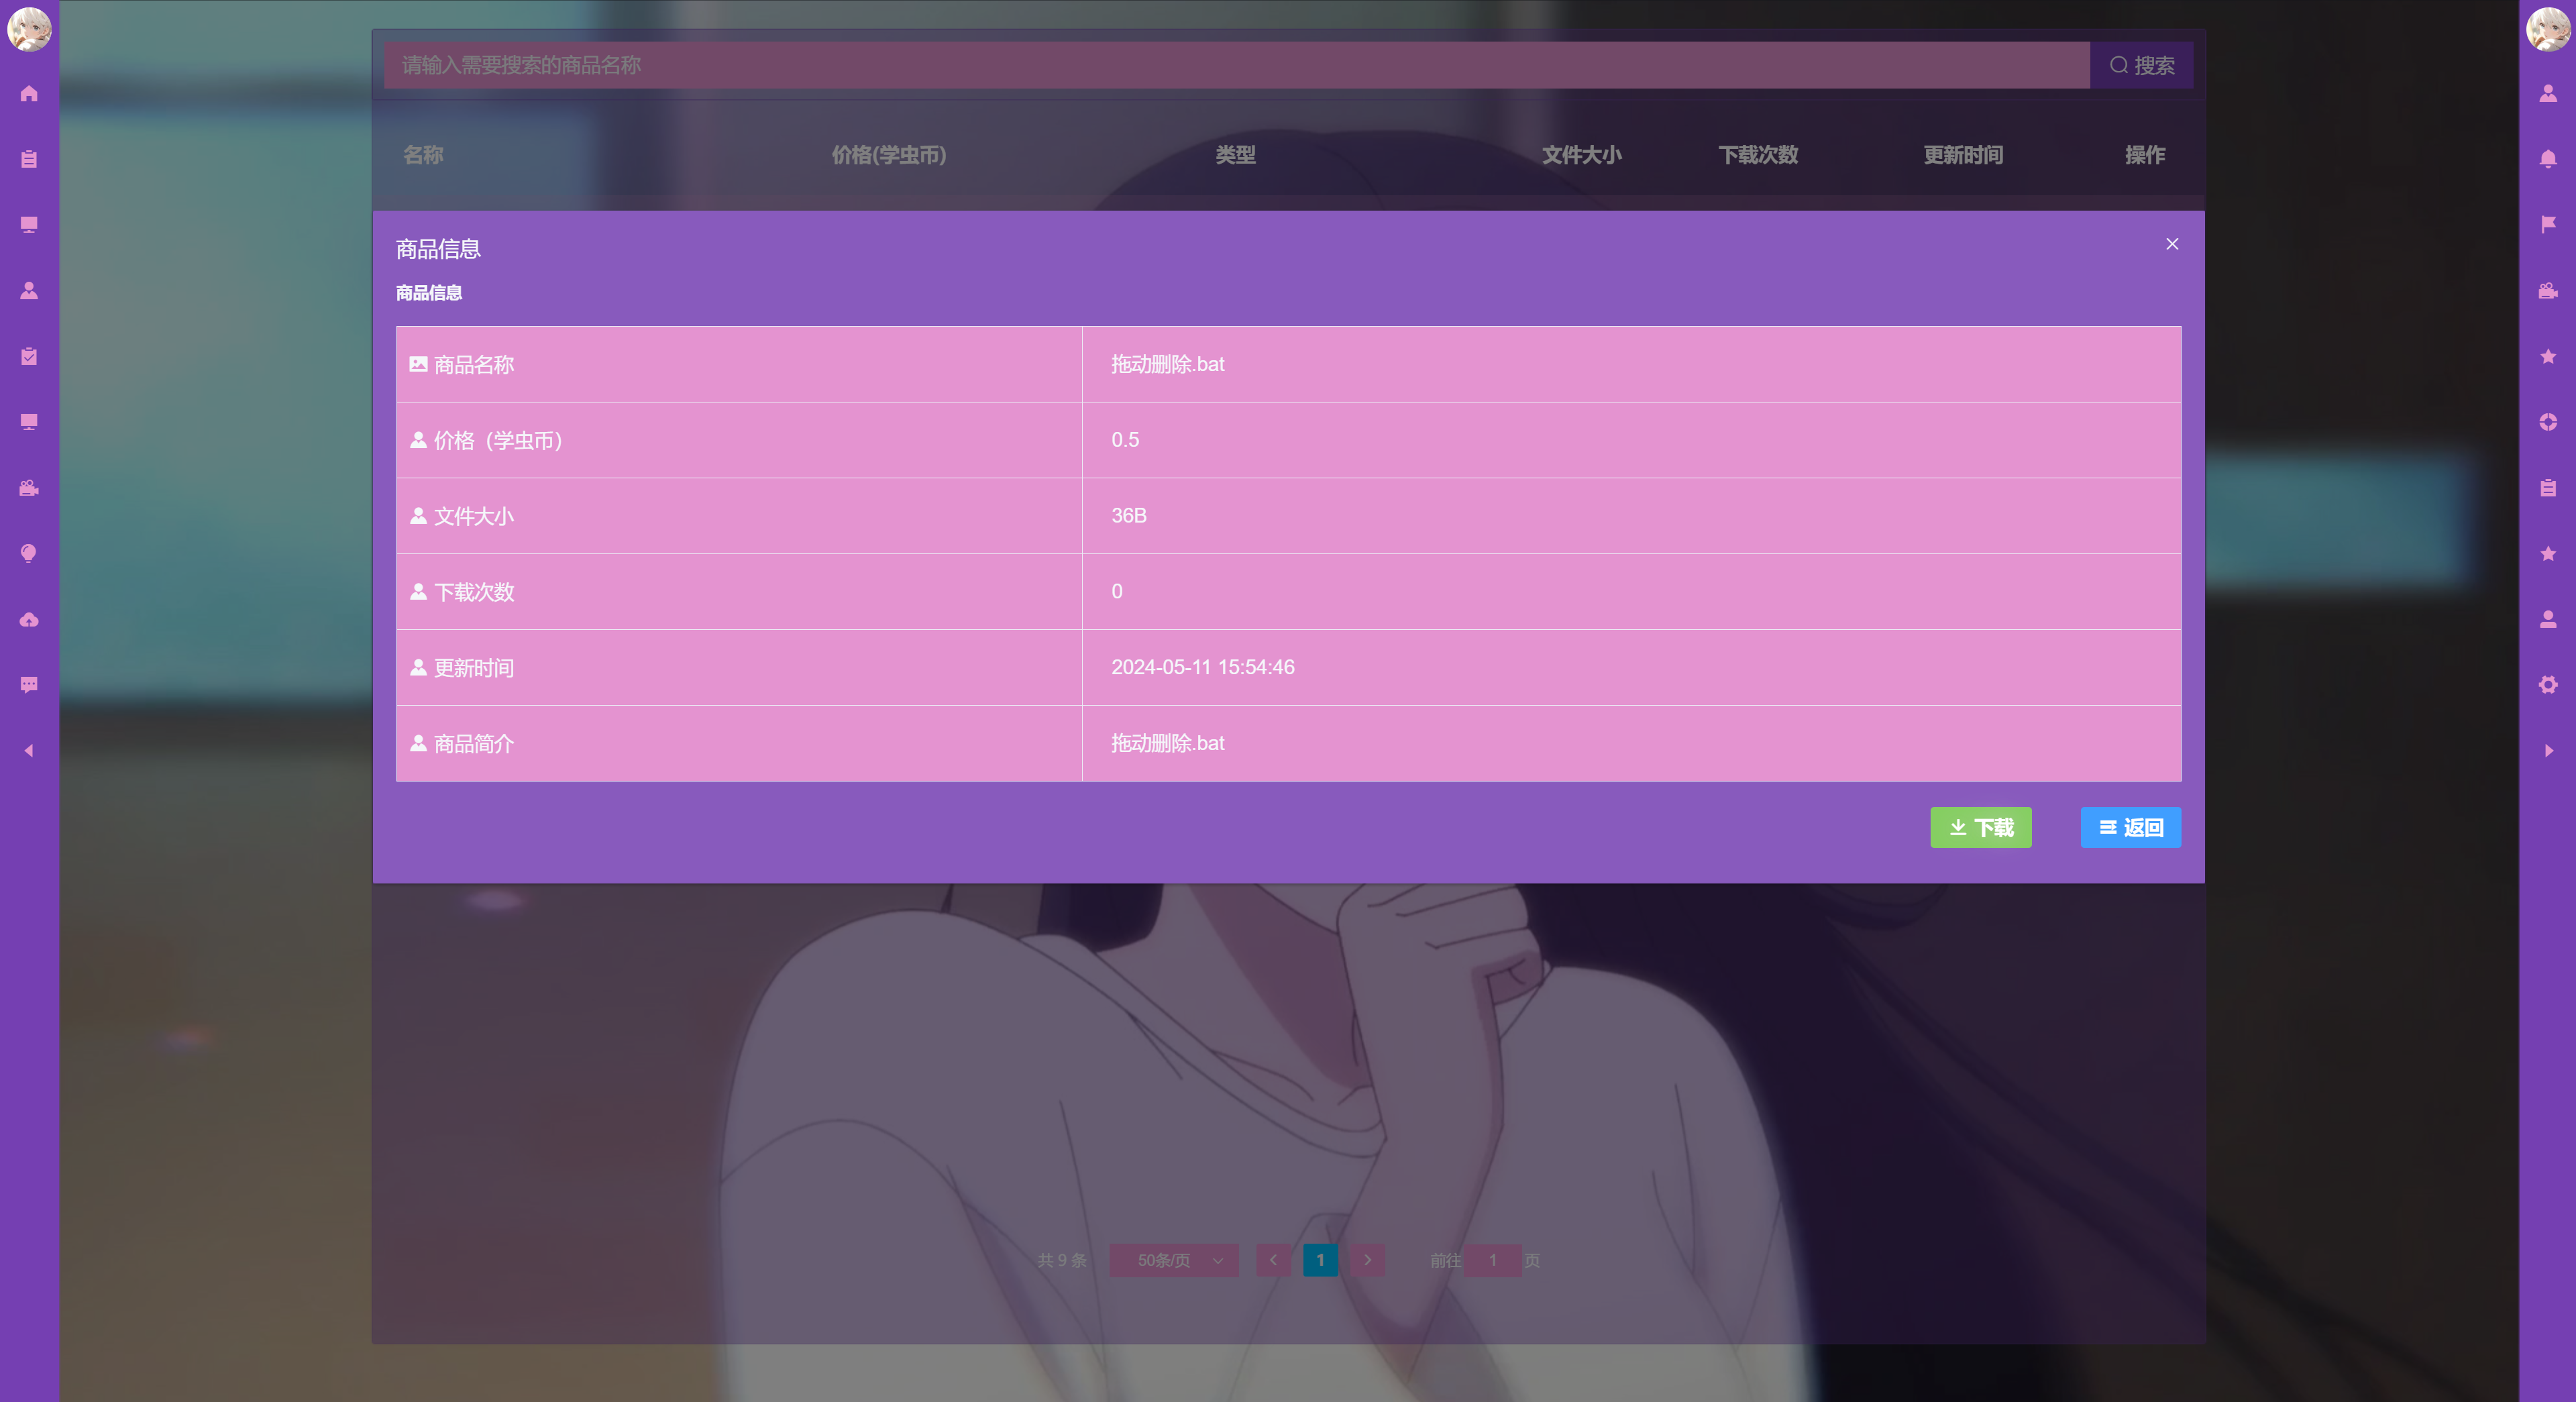 请输入需要搜索的商品名称
搜索
名称 价格(学虫币) 类型 文件大小 下载次数 更新时间 操作
商品信息
商品信息
商品名称 拖动删除.bat
价格（学虫币） 0.5
文件大小 36B
下载次数 0
更新时间 2024-05-11 15:54:46
商品简介 拖动删除.bat
下载 返回
共 9 条 50条/页 1 前往 1 页